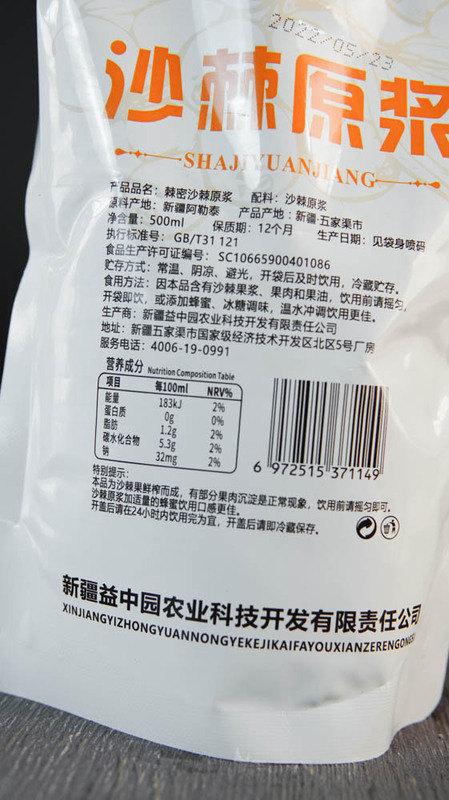 2022/05/23
沙棘原浆
SHAJIYUANJIANG
产品品名：棘密沙棘原浆 配料：沙棘原浆
原料产地：新疆阿勒泰 产品产地：新疆·五家渠市
净含量：500ml 保质期：12个月 生产日期：见袋身喷码
执行标准号：GB/T31 121
食品生产许可证编号：SC10665900401086
贮存方式：常温、阴凉、避光，开袋后及时饮用，冷藏贮存。
食用方法：因本品含有沙棘果浆、果肉和果油，饮用前请摇匀，
开袋即饮，或添加蜂蜜、冰糖调味，温水冲调饮用更佳。
生产商：新疆益中园农业科技开发有限责任公司
地址：新疆五家渠市国家级经济技术开发区北区5号厂房
服务电话：4006-19-0991
营养成分 Nutrition Composition Table
项目 每100ml NRV%
能量 183kJ 2%
蛋白质 0g 0%
脂肪 1.2g 2%
碳水化合物 5.3g 2%
钠 32mg 2%
6 972515 371149
特别提示：
本品为沙棘果鲜榨而成，有部分果肉沉淀是正常现象，饮用前请摇匀即可。
沙棘原浆加适量的蜂蜜饮用口感更佳。
开盖后请在24小时内饮用完为宜，开盖后请即冷藏保存。
新疆益中园农业科技开发有限责任公司
XINJIANGYIZHONGYUANNONGYEKEJIKAIFAYOUXIANZERENGONGSI